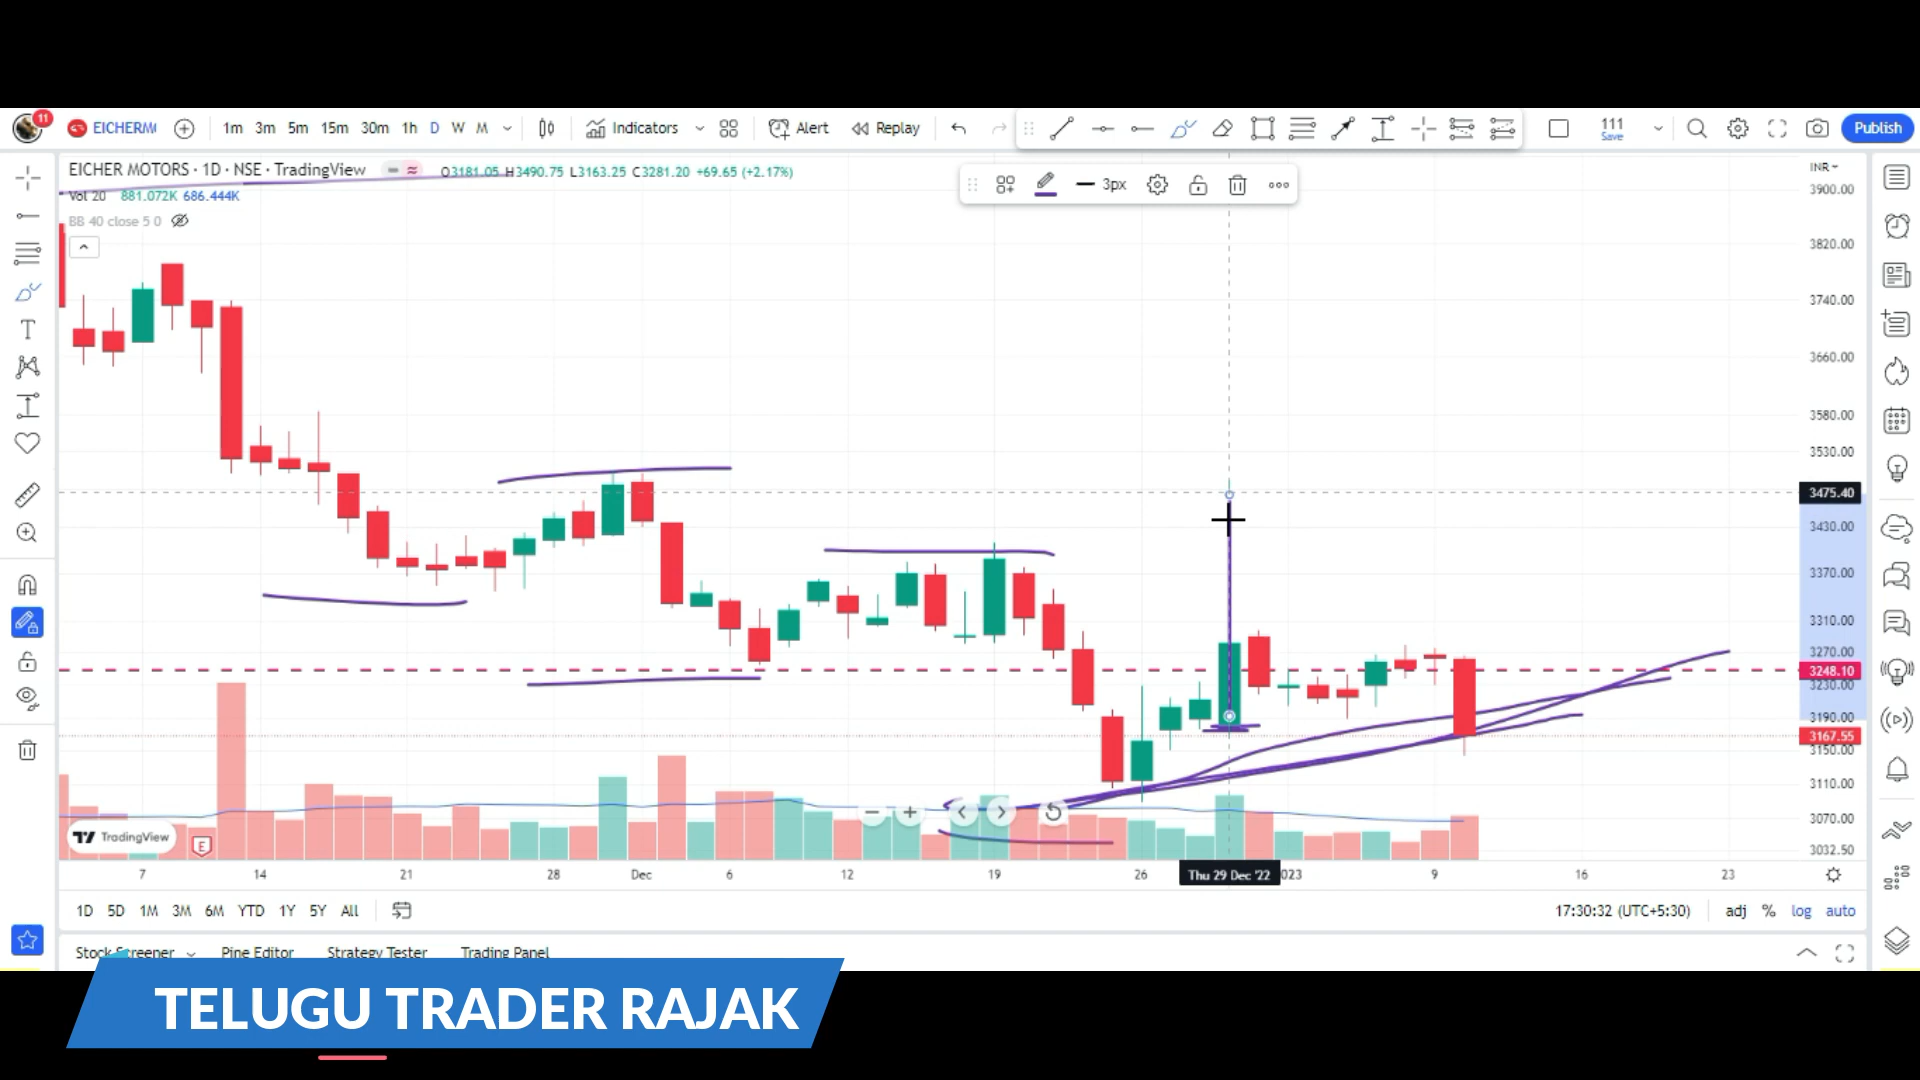 11 EICHERM 1m 3m 5m 15m 30m 1h D W M Indicators Alert Replay 111 Save Publish
EICHER MOTORS · 1D · NSE · TradingView O3181.05 H3490.75 L3163.25 C3281.20 +69.65 (+2.17%)
Vol 20 881.072K 686.444K
BB 40 close 5 0
3px
INR
3900.00
3820.00
3740.00
3660.00
3580.00
3530.00
3475.40
3430.00
3370.00
3310.00
3270.00
3248.10
3230.00
3190.00
3167.55
3150.00
3110.00
3070.00
3032.50
TradingView
E
7 14 21 28 Dec 6 12 19 26 Thu 29 Dec '22 023 9 16 23
1D 5D 1M 3M 6M YTD 1Y 5Y All 17:30:32 (UTC+5:30) adj % log auto
Stock Screener Pine Editor Strategy Tester Trading Panel
TELUGU TRADER RAJAK